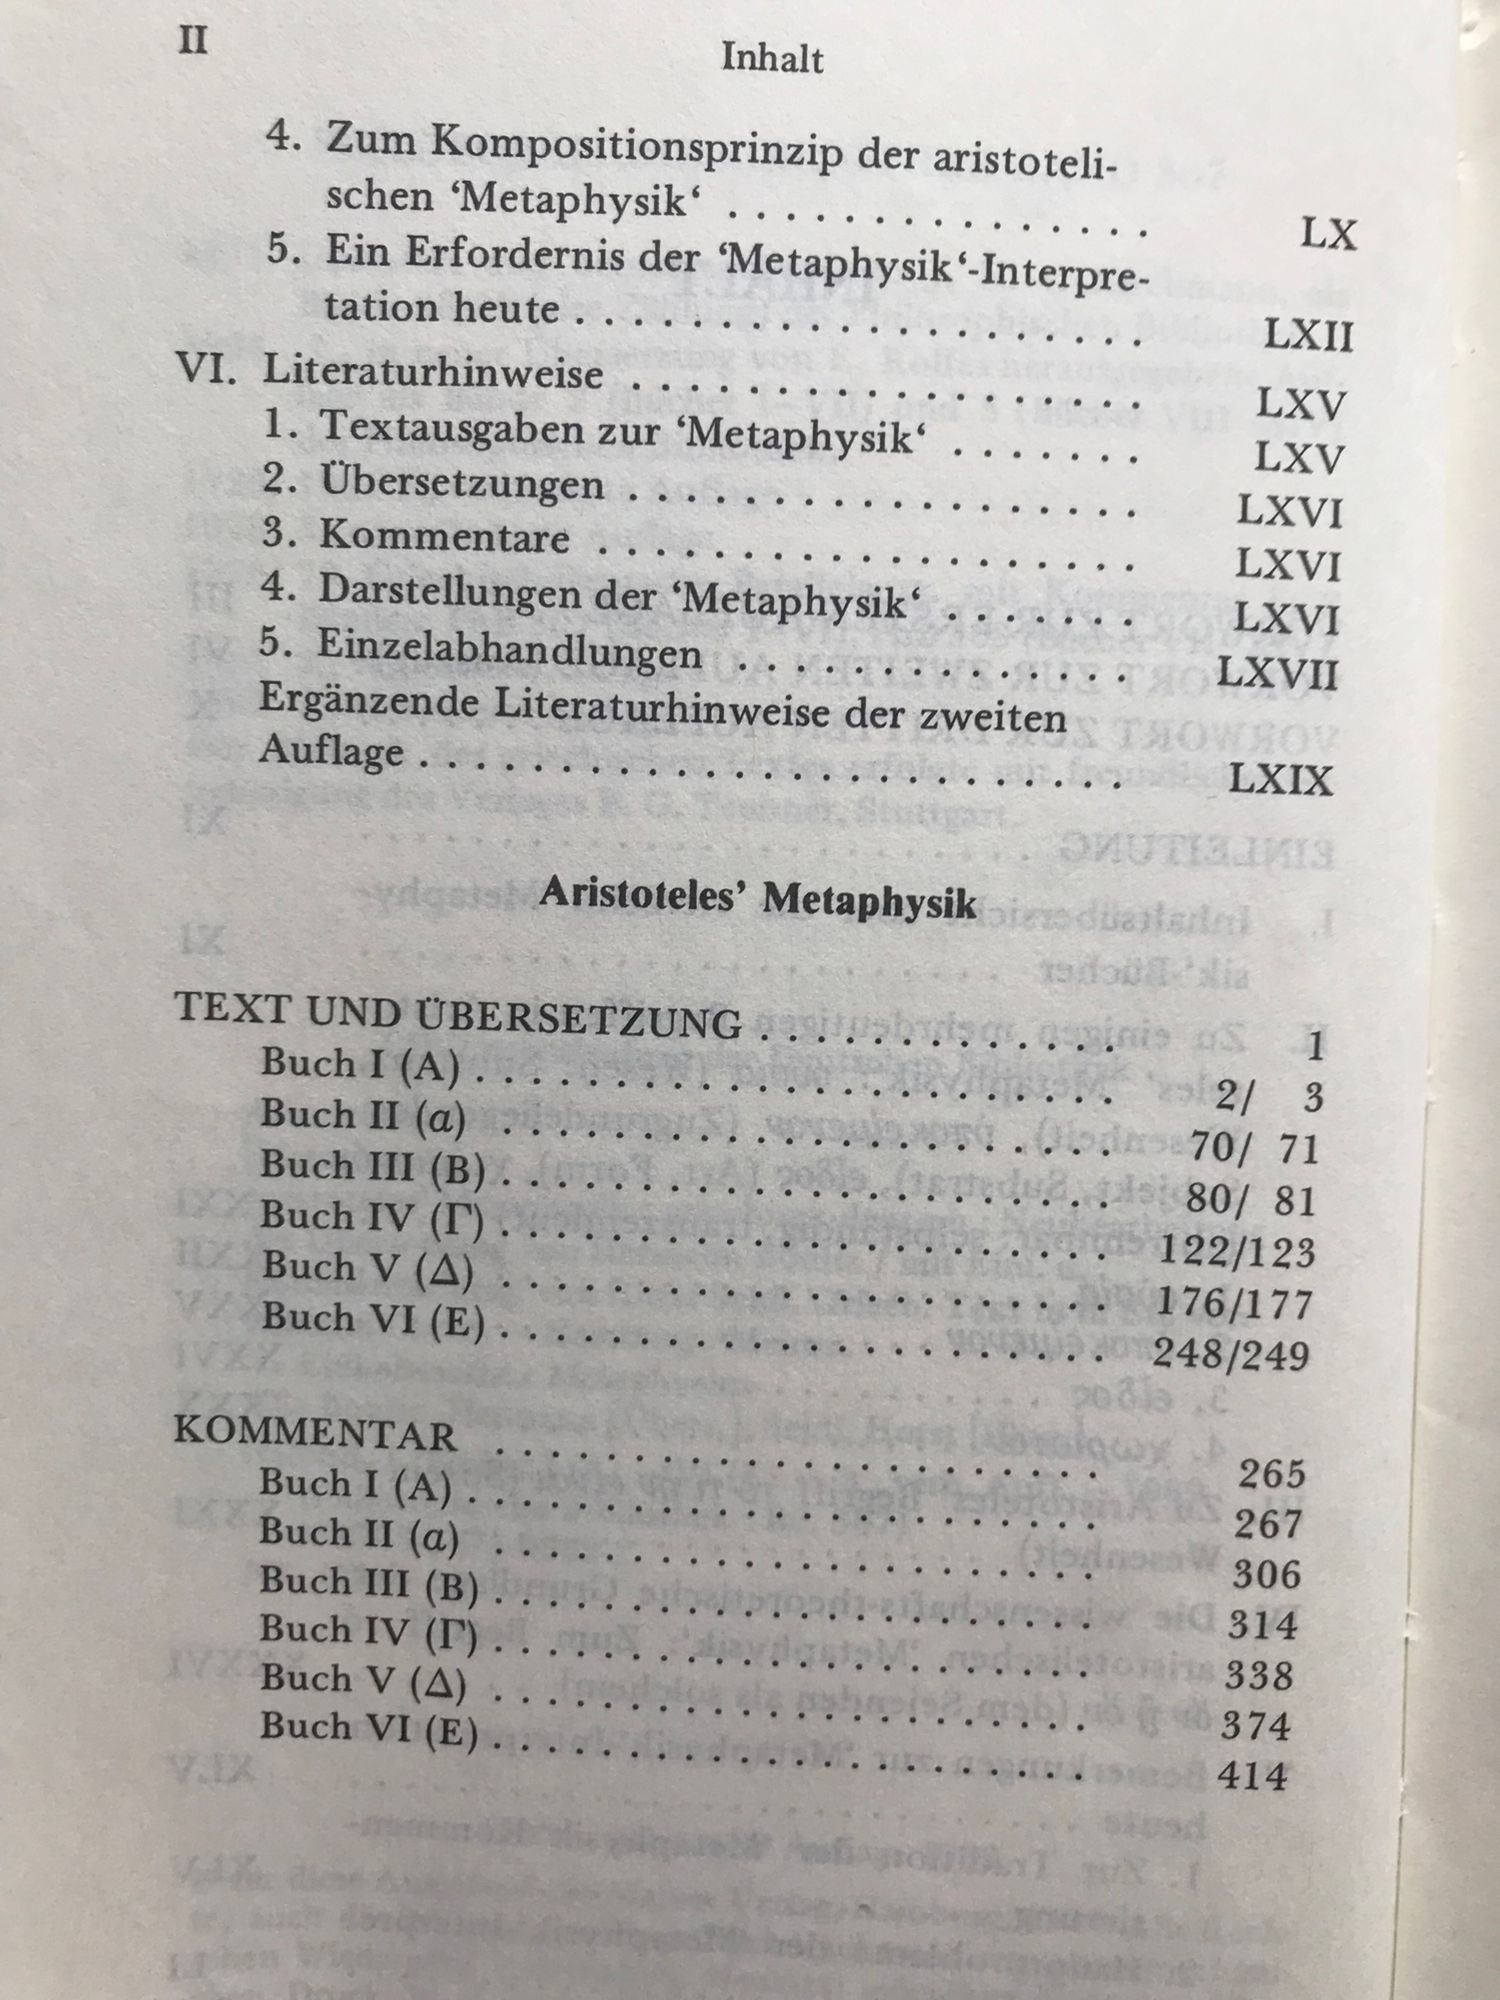 II
Inhalt
4. Zum Kompositionsprinzip der aristoteli-
schen ‘Metaphysik‘ . . . . . . . . . . . . . . . LX
5. Ein Erfordernis der ‘Metaphysik‘-Interpre-
tation heute . . . . . . . . . . . . . . . . . . . . LXII
VI. Literaturhinweise . . . . . . . . . . . . . . . . . . LXV
1. Textausgaben zur ‘Metaphysik‘ . . . . . . . LXV
2. Übersetzungen . . . . . . . . . . . . . . . . . . LXVI
3. Kommentare . . . . . . . . . . . . . . . . . . . LXVI
4. Darstellungen der ‘Metaphysik‘ . . . . . . . LXVI
5. Einzelabhandlungen . . . . . . . . . . . . . . LXVII
Ergänzende Literaturhinweise der zweiten
Auflage . . . . . . . . . . . . . . . . . . . . . . . . . LXIX
Aristoteles’ Metaphysik
TEXT UND ÜBERSETZUNG . . . . . . . . . . . . . 1
Buch I (A) . . . . . . . . . . . . . . . . . . . . . . . 2/ 3
Buch II (a) . . . . . . . . . . . . . . . . . . . . . . 70/ 71
Buch III (B) . . . . . . . . . . . . . . . . . . . . . . 80/ 81
Buch IV (Γ) . . . . . . . . . . . . . . . . . . . . . . 122/123
Buch V (Δ) . . . . . . . . . . . . . . . . . . . . . . 176/177
Buch VI (E) . . . . . . . . . . . . . . . . . . . . . . 248/249
KOMMENTAR . . . . . . . . . . . . . . . . . . . . . . 265
Buch I (A) . . . . . . . . . . . . . . . . . . . . . . . 267
Buch II (a) . . . . . . . . . . . . . . . . . . . . . . 306
Buch III (B) . . . . . . . . . . . . . . . . . . . . . . 314
Buch IV (Γ) . . . . . . . . . . . . . . . . . . . . . . 338
Buch V (Δ) . . . . . . . . . . . . . . . . . . . . . . 374
Buch VI (E) . . . . . . . . . . . . . . . . . . . . . . 414